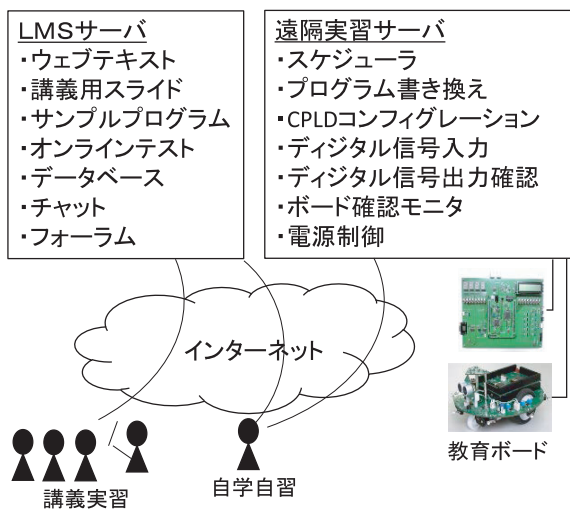 LMSサーバ
・ウェブテキスト
・講義用スライド
・サンプルプログラム
・オンラインテスト
・データベース
・チャット
・フォーラム
遠隔実習サーバ
・スケジューラ
・プログラム書き換え
・CPLDコンフィグレーション
・ディジタル信号入力
・ディジタル信号出力確認
・ボード確認モニタ
・電源制御
インターネット
教育ボード
講義実習
自学自習